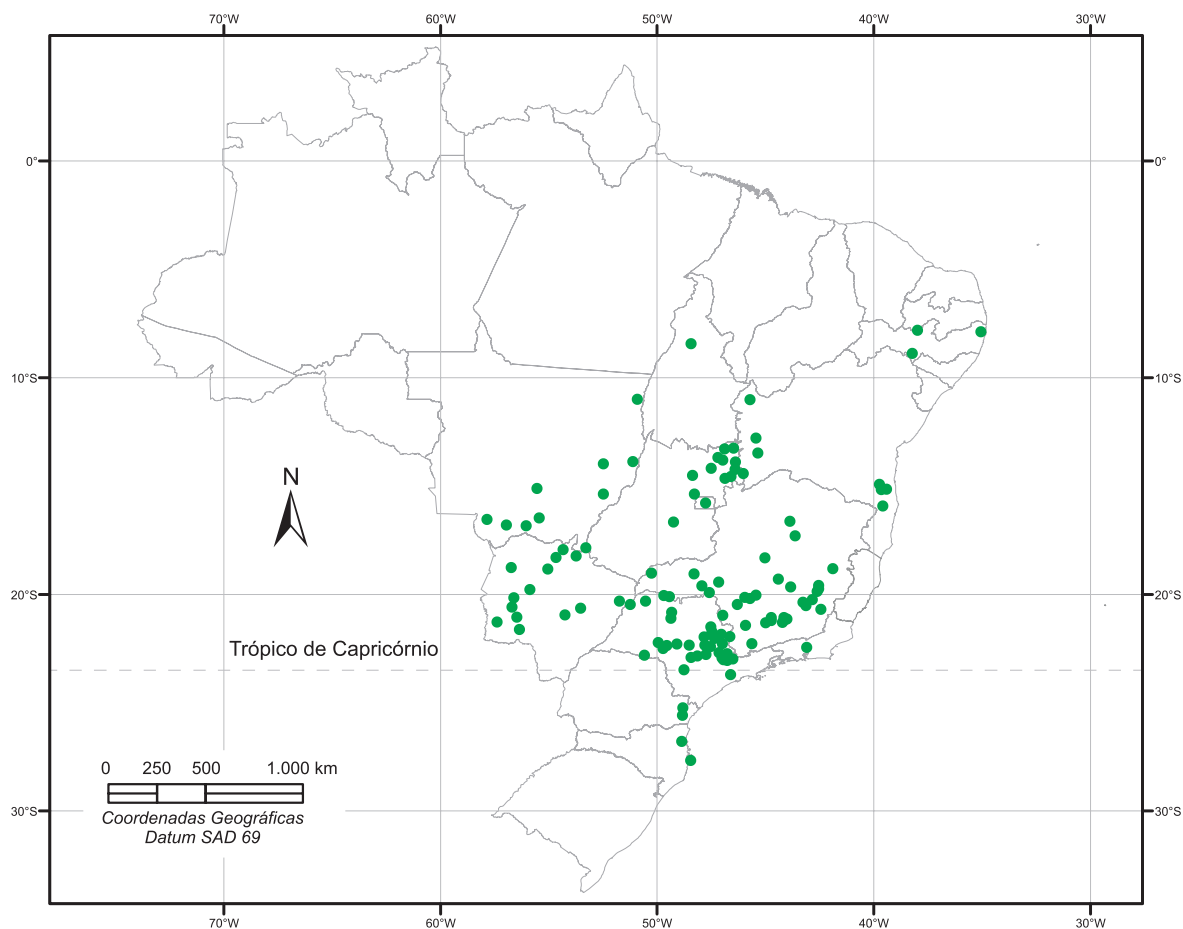 70°W 60°W 50°W 40°W 30°W
0° 0°
10°S 10°S
N
20°S 20°S
Trópico de Capricórnio
0 250 500 1.000 km
30°S 30°S
Coordenadas Geográficas
Datum SAD 69
70°W 60°W 50°W 40°W 30°W